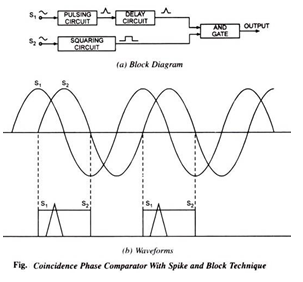 S₁ PULSING CIRCUIT DELAY CIRCUIT
AND GATE OUTPUT
S₂ SQUARING CIRCUIT
(a) Block Diagram
S₁ S₂
S₁ S₂ S₁ S₂
(b) Waveforms
Fig. Coincidence Phase Comparator With Spike and Block Technique